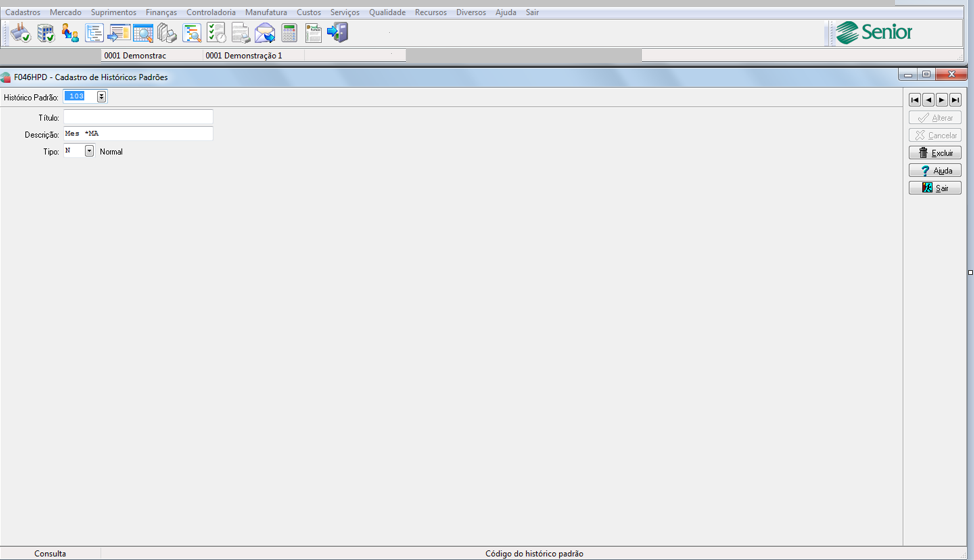 Cadastros Mercado Suprimentos Finanças Controladoria Manufatura Custos Serviços Qualidade Recursos Diversos Ajuda Sair
Senior
0001 Demonstrac 0001 Demonstração 1
F046HPD - Cadastro de Históricos Padrões
Histórico Padrão: 103
Título:
Alterar
Descrição: Mes *MA
Cancelar
Tipo: N Normal
Excluir
Ajuda
Sair
Consulta Código do histórico padrão